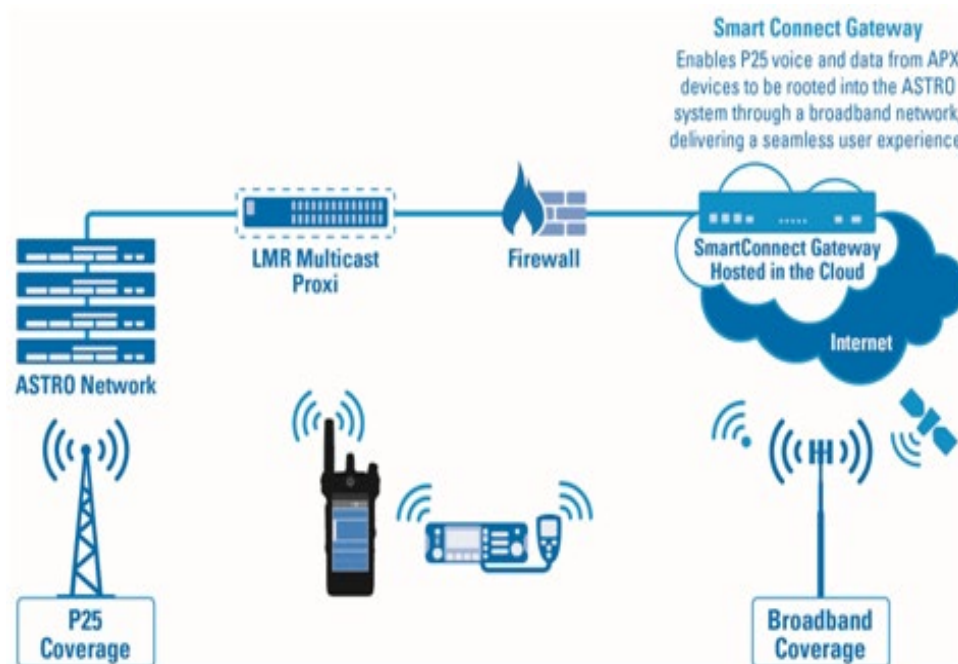 Smart Connect Gateway
Enables P25 voice and data from APX
devices to be rooted into the ASTRO
system through a broadband network,
delivering a seamless user experience
LMR Multicast
Proxi
Firewall
SmartConnect Gateway
Hosted in the Cloud
Internet
ASTRO Network
P25
Coverage
Broadband
Coverage